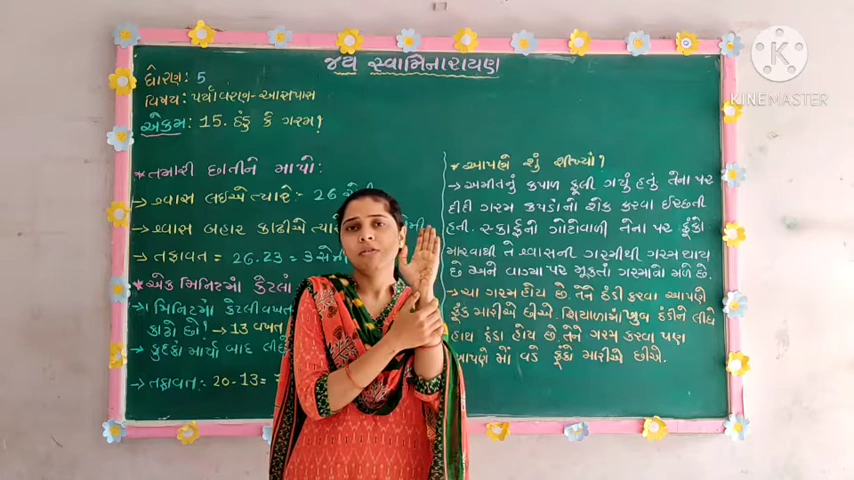 જય સ્વામિનારાયણ
ધોરણ: 5
વિષય: પર્યાવરણ-આસપાસ
એકમ: 15. ઠંડુ કે ગરમ!
*તમારી છાતીને માપો:
→ શ્વાસ લઈએ ત્યારે:- 26 સેમી
→ શ્વાસ બહાર કાઢીએ ત્યારે
→ તફાવત = 26-23 = 3 સેમી
*એક મિનિટમાં કેટલા
→ 1 મિનિટમાં કેટલી વખત
કાઢો છો! → 13 વખત
→ કુદકા માર્યા બાદ
→ તફાવત:- 20-13=
*આપણે શું શીખ્યાં?
→ અમીતનું કપાળ ફૂલી ગયું હતું તેના પર
દીદી ગરમ કપડાંનો શેક કરવા ઈચ્છતી
હતી. ગોટોવાળી તેના પર ફૂંકો
મારવાથી તે શ્વાસની ગરમીથી ગરમ થાય
છે અને વાગ્યા પર મૂકતાં ગરમાવો મળે છે.
→ ચા ગરમ હોય છે. તેને ઠંડી કરવા આપણે
ફૂંક મારીએ છીએ. શિયાળામાં ખુબ ઠંડીને લીધે
હાથ ઠંડા હોય છે. તેને ગરમ કરવા પણ
આપણે મોં વડે ફૂંકો મારીએ છીએ.
KINEMASTER